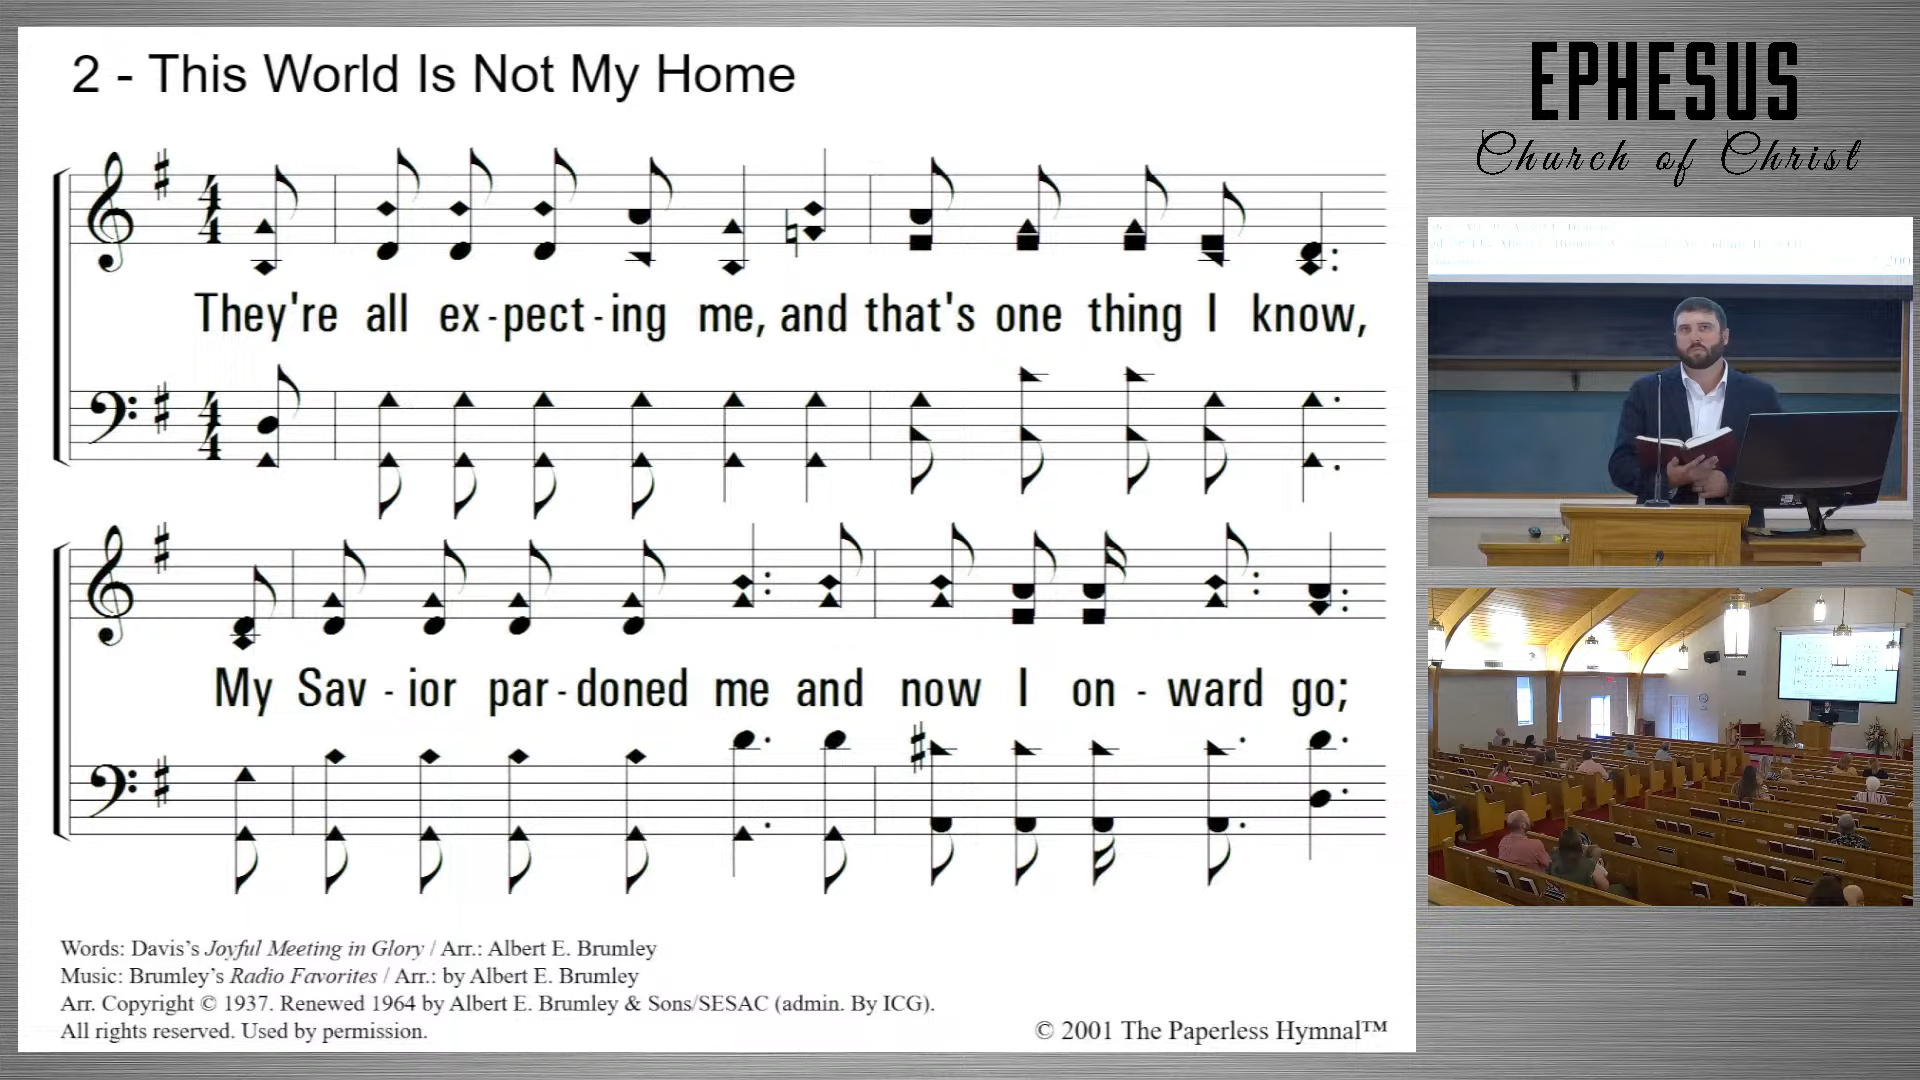 2 - This World Is Not My Home
They're all ex-pect-ing me, and that's one thing I know,
My Sav - ior par-doned me and now I on - ward go;
Words: Davis's Joyful Meeting in Glory / Arr.: Albert E. Brumley
Music: Brumley's Radio Favorites / Arr.: by Albert E. Brumley
Arr. Copyright © 1937. Renewed 1964 by Albert E. Brumley & Sons/SESAC (admin. By ICG).
All rights reserved. Used by permission.
© 2001 The Paperless Hymnal™
EPHESUS
Church of Christ